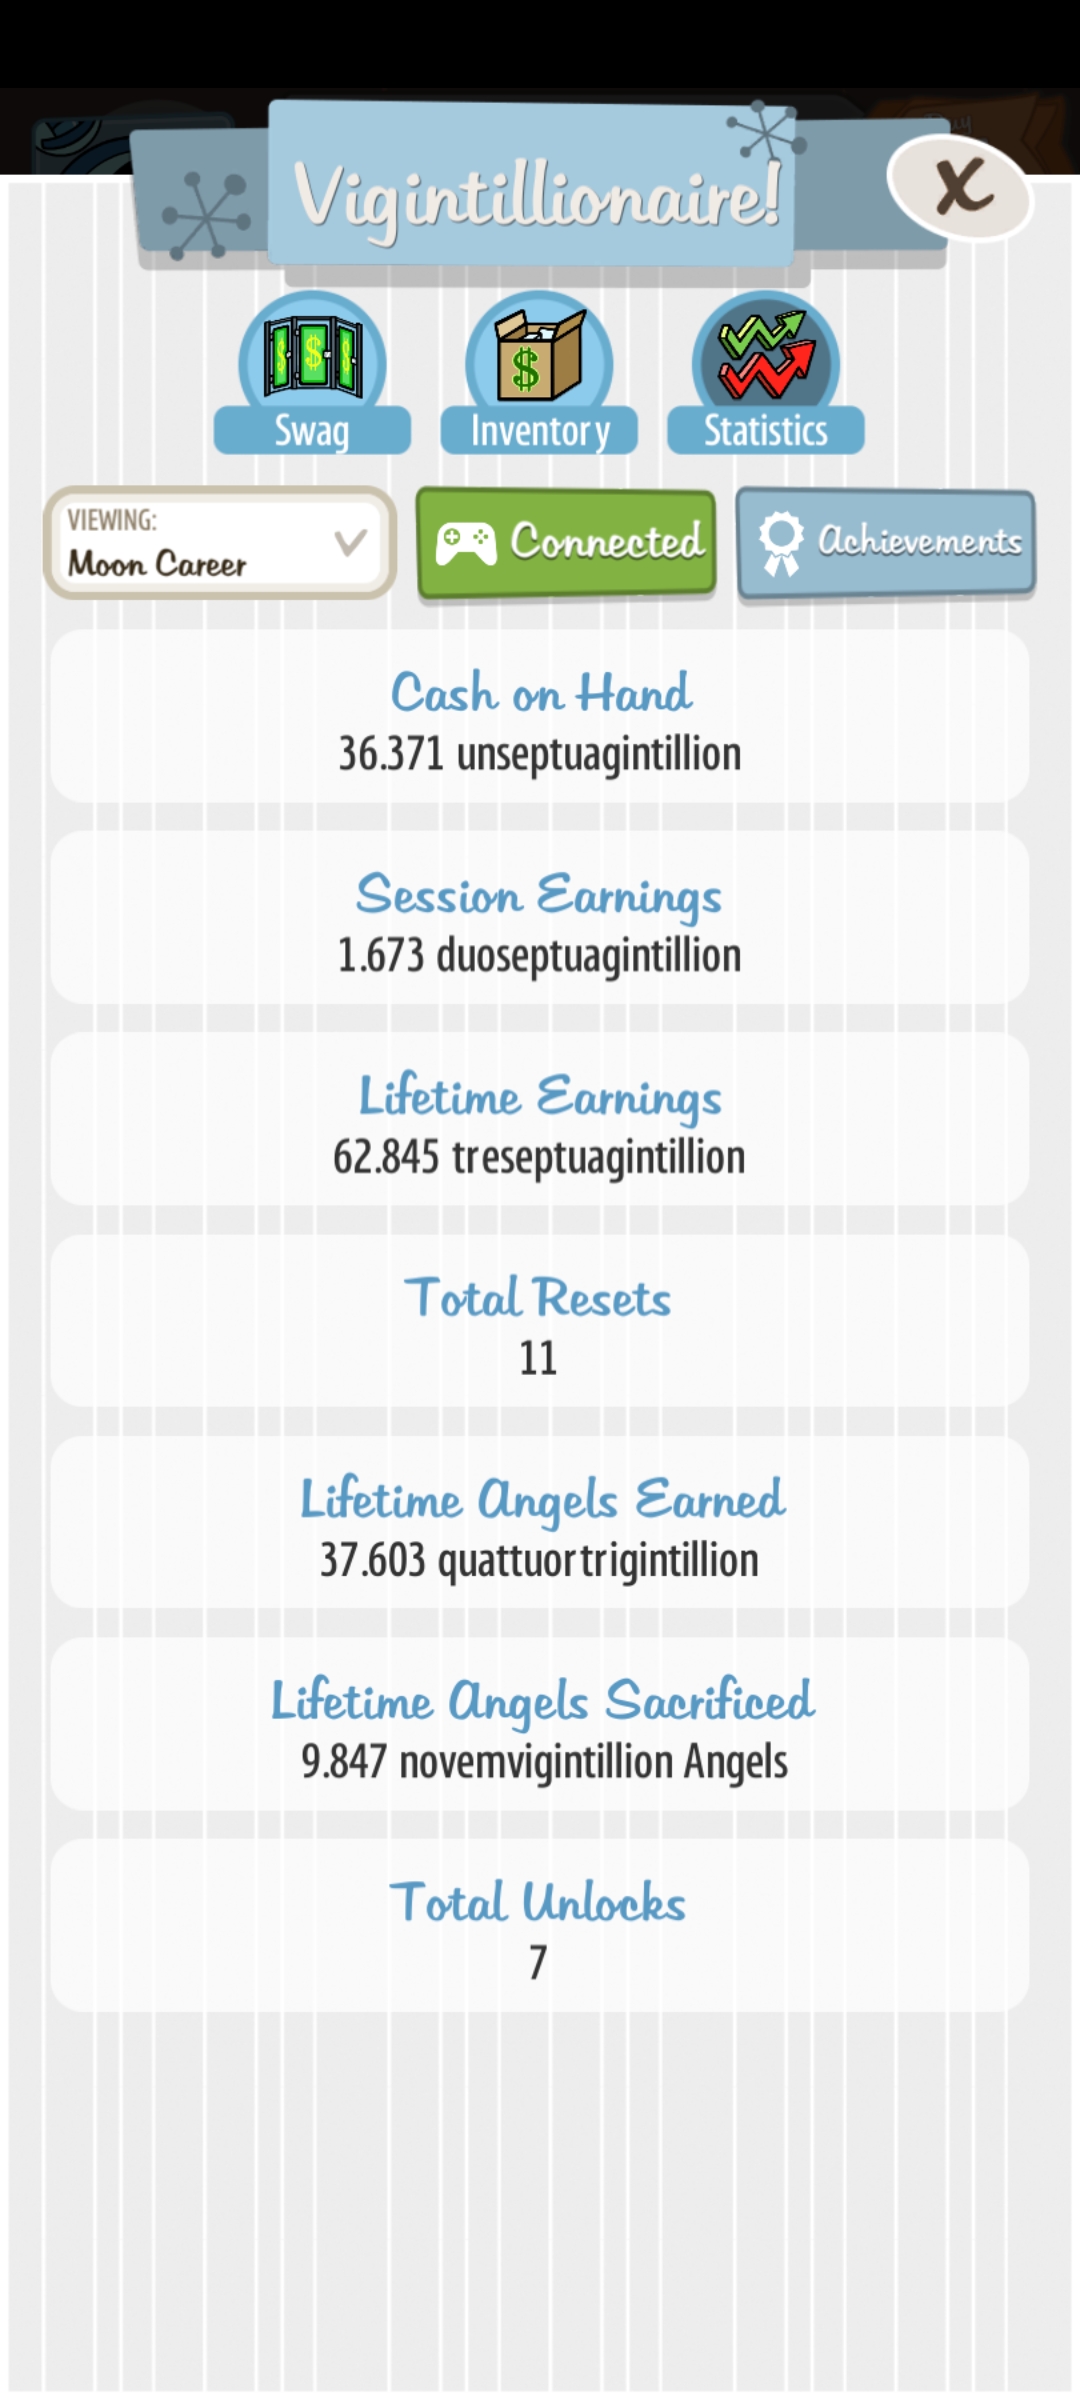 Vigintillionaire!
Swag
Inventory
Statistics
VIEWING:
Moon Career
Connected
Achievements
Cash on Hand
36.371 unseptuagintillion
Session Earnings
1.673 duoseptuagintillion
Lifetime Earnings
62.845 treseptuagintillion
Total Resets
11
Lifetime Angels Earned
37.603 quattuortrigintillion
Lifetime Angels Sacrificed
9.847 novemvigintillion Angels
Total Unlocks
7